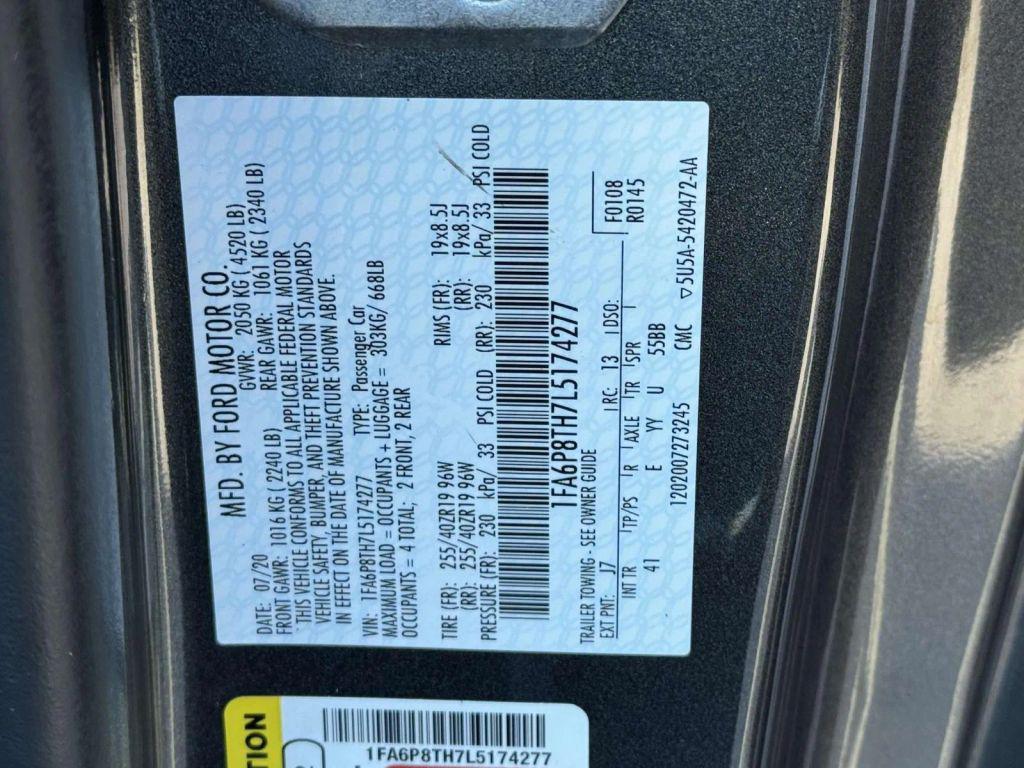 MFD. BY FORD MOTOR CO.
DATE: 07/20 GVWR: 2050 KG ( 4520 LB)
FRONT GAWR: 1016 KG ( 2240 LB) REAR GAWR: 1061 KG ( 2340 LB)
THIS VEHICLE CONFORMS TO ALL APPLICABLE FEDERAL MOTOR
VEHICLE SAFETY, BUMPER, AND THEFT PREVENTION STANDARDS
IN EFFECT ON THE DATE OF MANUFACTURE SHOWN ABOVE.
VIN: 1FA6P8TH7L5174277 TYPE: Passenger Car
MAXIMUM LOAD = OCCUPANTS + LUGGAGE = 303KG/ 668LB
OCCUPANTS = 4 TOTAL; 2 FRONT, 2 REAR
TIRE (FR): 255/40ZR19 96W RIMS (FR): 19x8.5J
(RR): 255/40ZR19 96W (RR): 19x8.5J
PRESSURE (FR): 230 kPa/ 33 PSI COLD (RR): 230 kPa/ 33 PSI COLD
1FA6P8TH7L5174277
TRAILER TOWING - SEE OWNER GUIDE F0108
EXT PNT: J7 RC: 13 DSO: R0145
INT TR TP/PS R AXLE TR SPR
41 E YY U 55BB
120200727 3245 CMC ▽5U5A-5420472-AA
TION
1FA6P8TH7L5174277